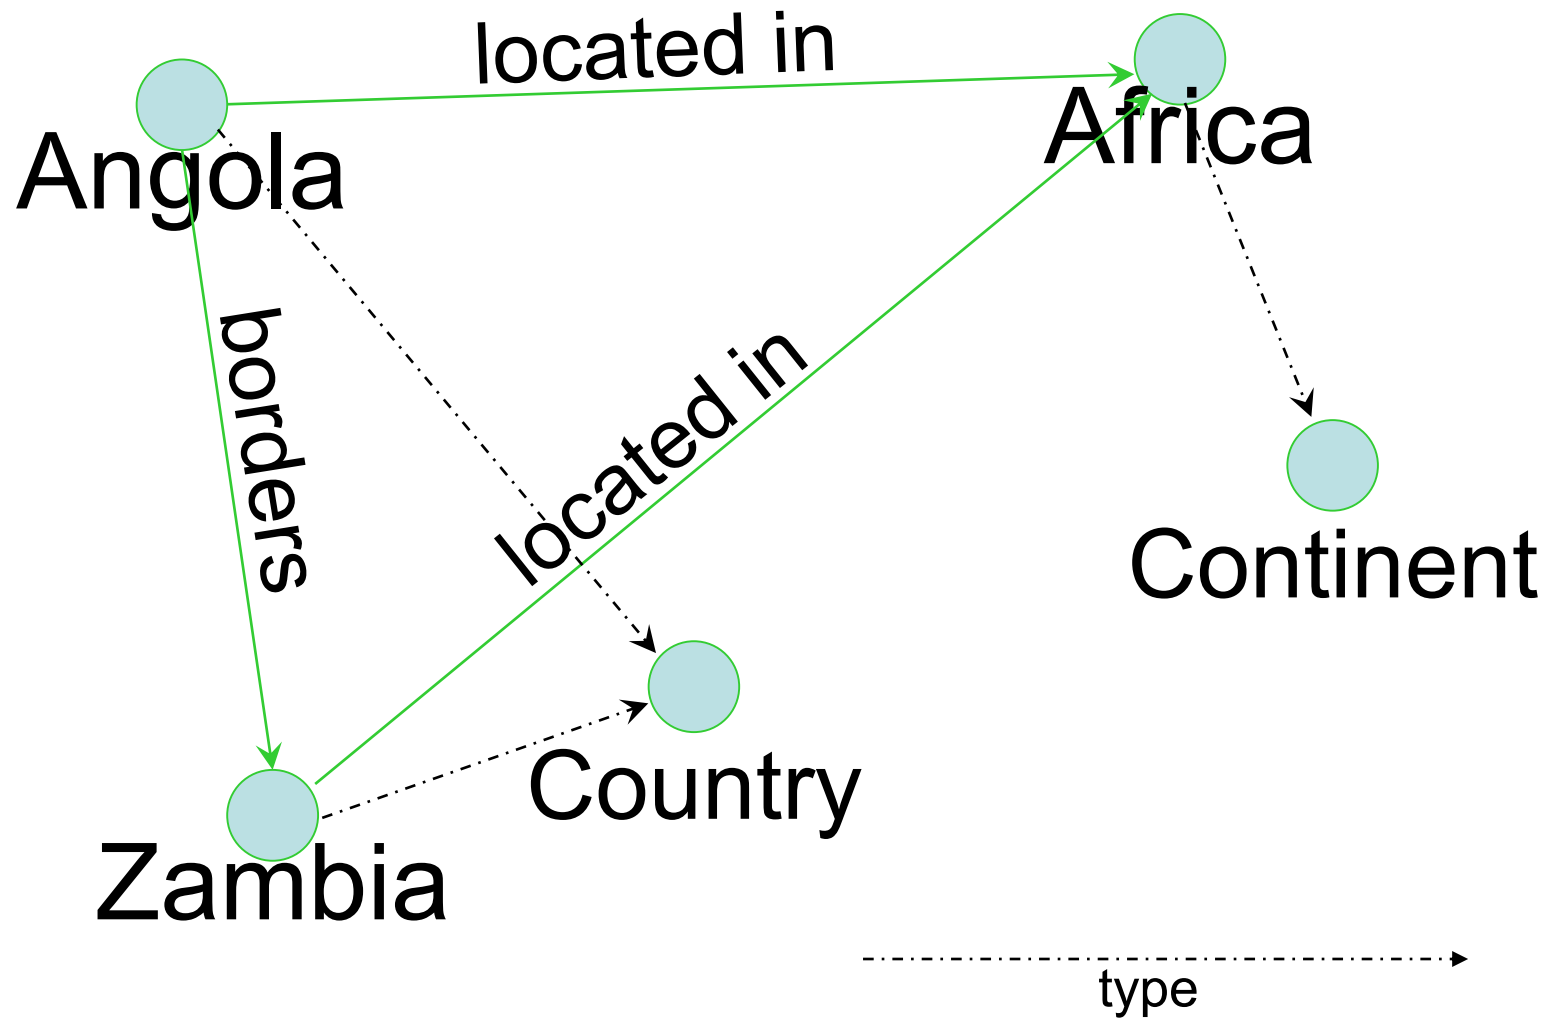 located in
Africa
Angola
borders
located in
Continent
Country
Zambia
type